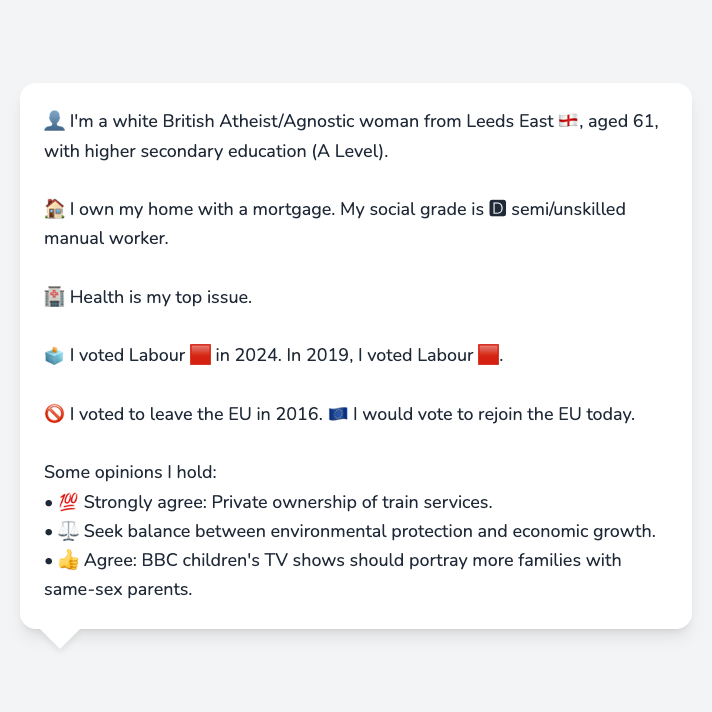 👤 I'm a white British Atheist/Agnostic woman from Leeds East 🏴󠁧󠁢󠁥󠁮󠁧󠁿, aged 61,
with higher secondary education (A Level).
🏠 I own my home with a mortgage. My social grade is 🅳 semi/unskilled
manual worker.
🏥 Health is my top issue.
🗳️ I voted Labour 🟥 in 2024. In 2019, I voted Labour 🟥.
🚫 I voted to leave the EU in 2016. 🇪🇺 I would vote to rejoin the EU today.
Some opinions I hold:
• 💯 Strongly agree: Private ownership of train services.
• ⚖️ Seek balance between environmental protection and economic growth.
• 👍 Agree: BBC children's TV shows should portray more families with
same-sex parents.